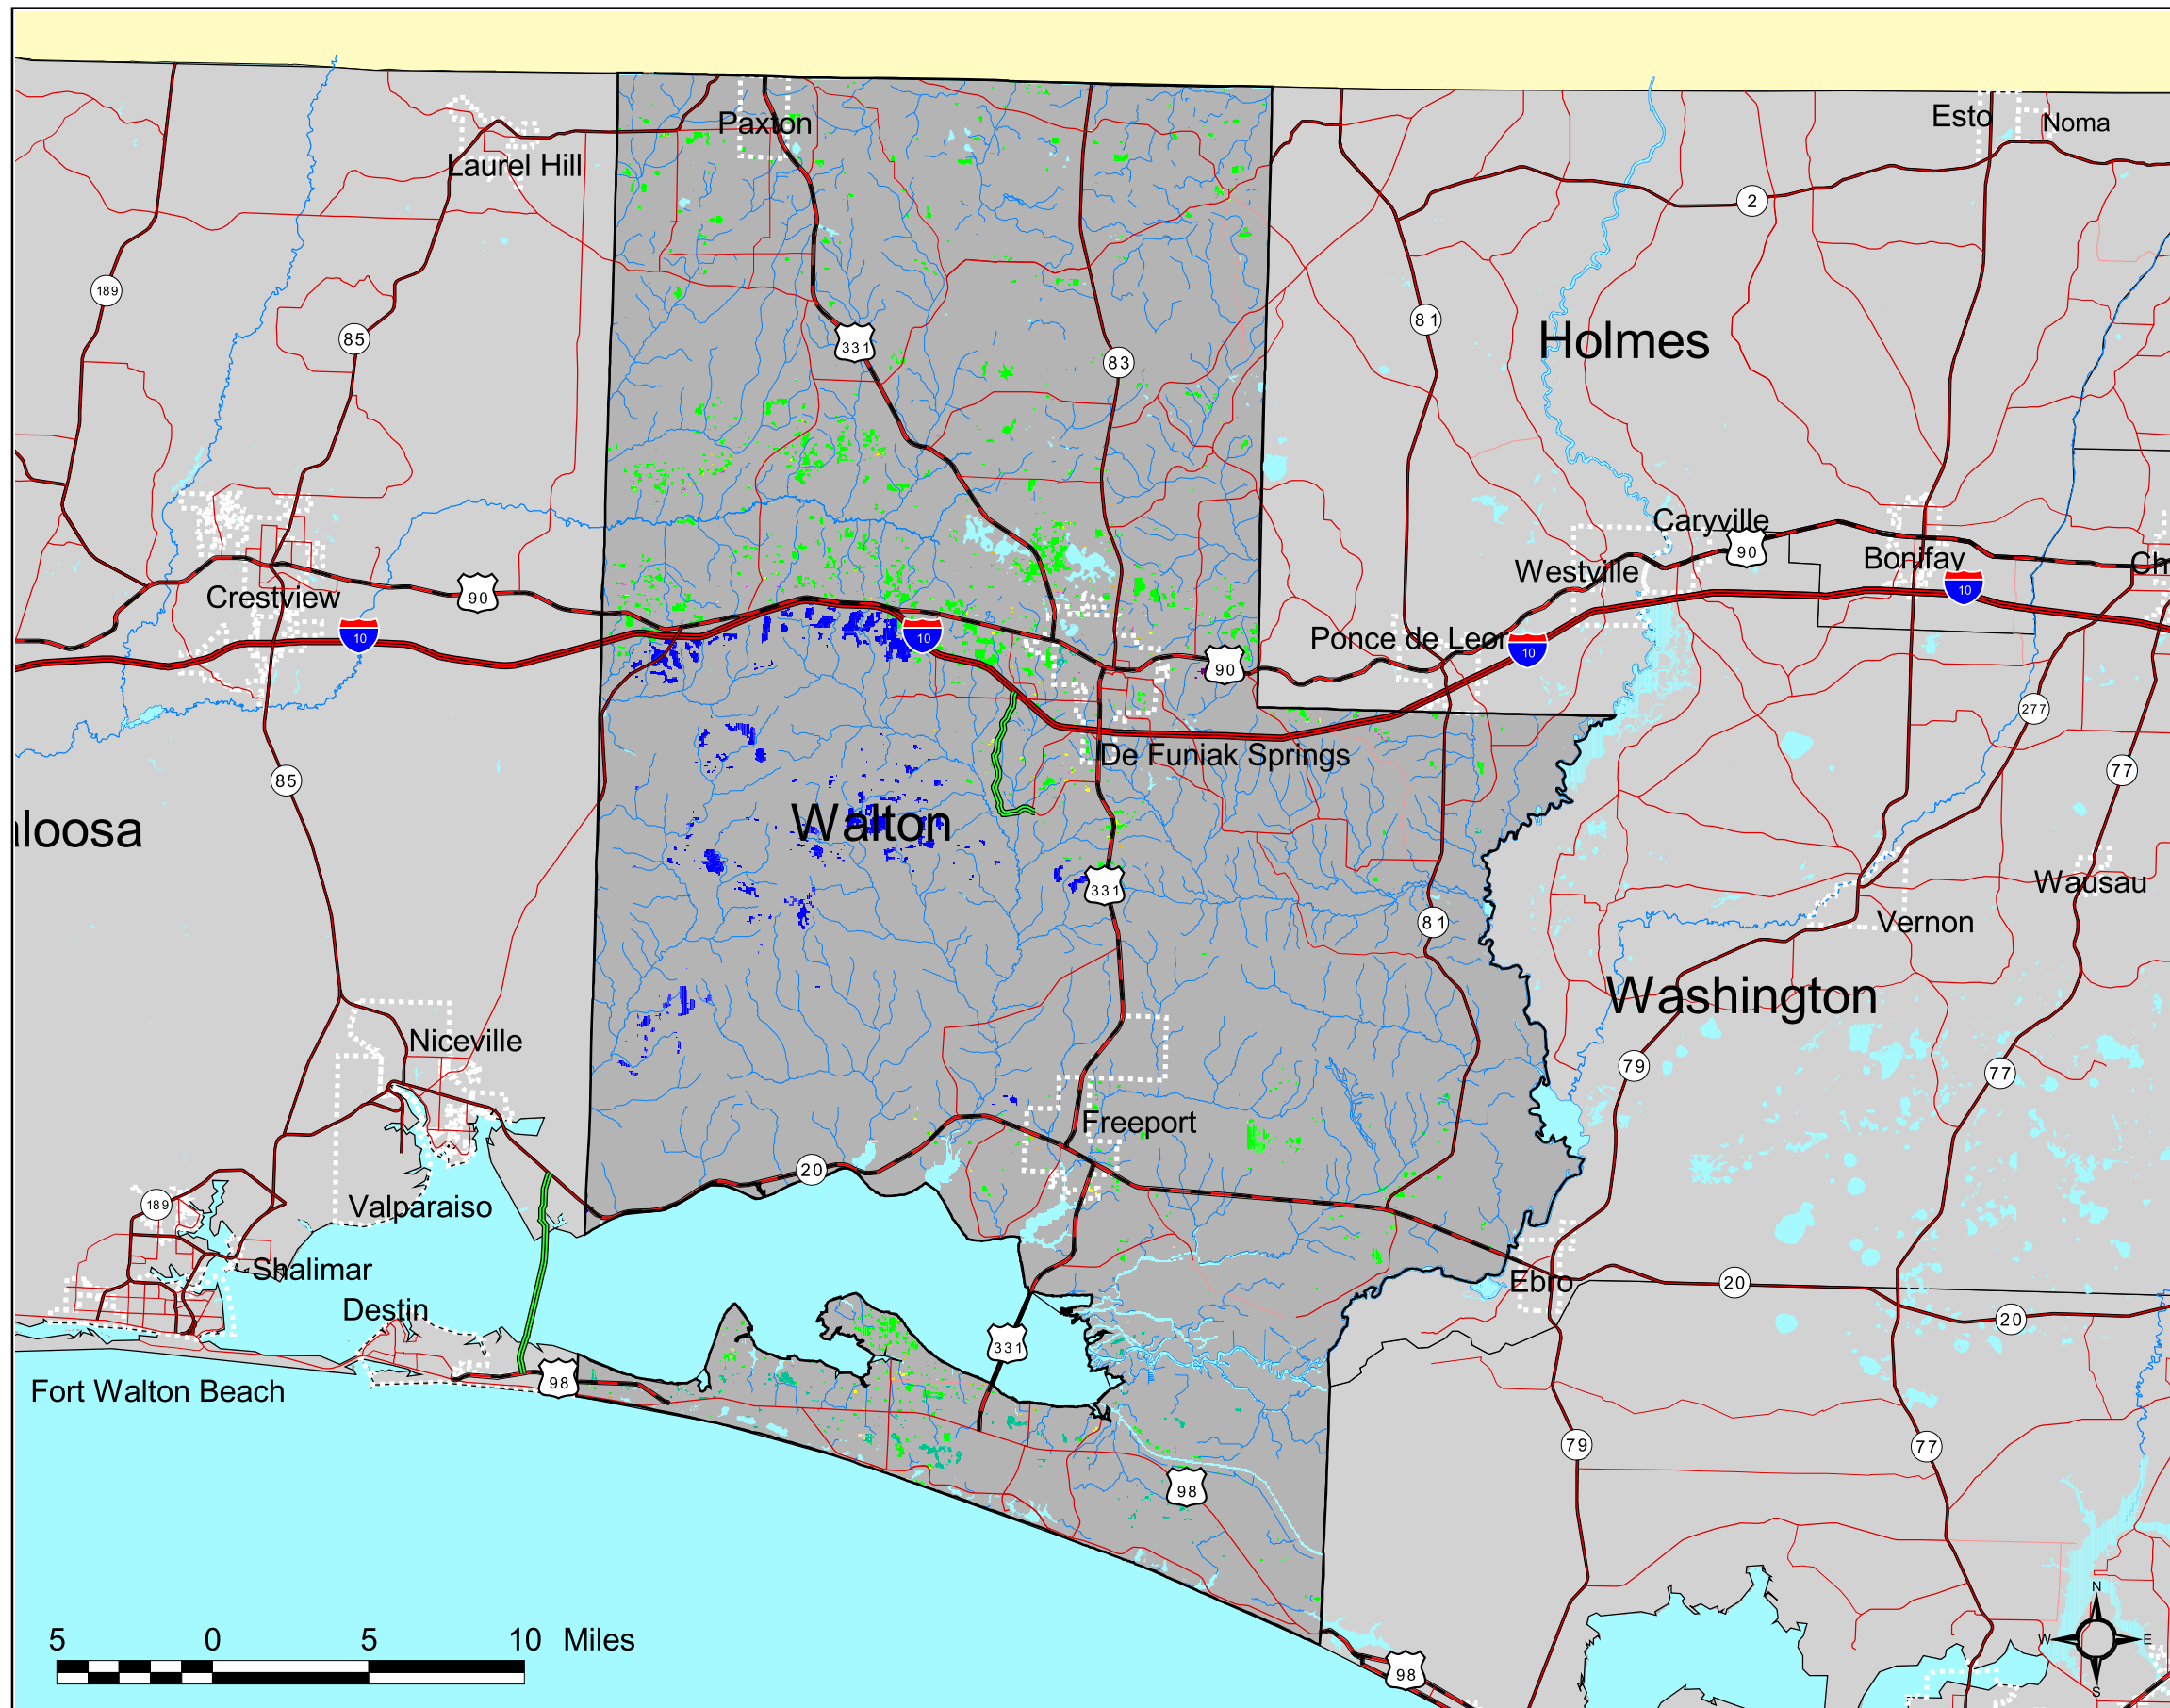 Paxton
Esto
Noma
Laurel Hill
2
189
81
85
331
Holmes
83
Caryville
90
Westville
Bonifay
Ch
90
Crestview
10
10
10
Ponce de Leon
10
90
277
De Funiak Springs
77
85
Walton
aloosa
331
Wausau
81
Vernon
Washington
Niceville
79
77
Freeport
20
189
Valparaiso
Shalimar
Ebro
20
Destin
20
331
98
Fort Walton Beach
79
77
98
N
W
E
S
5 0 5 10 Miles
98